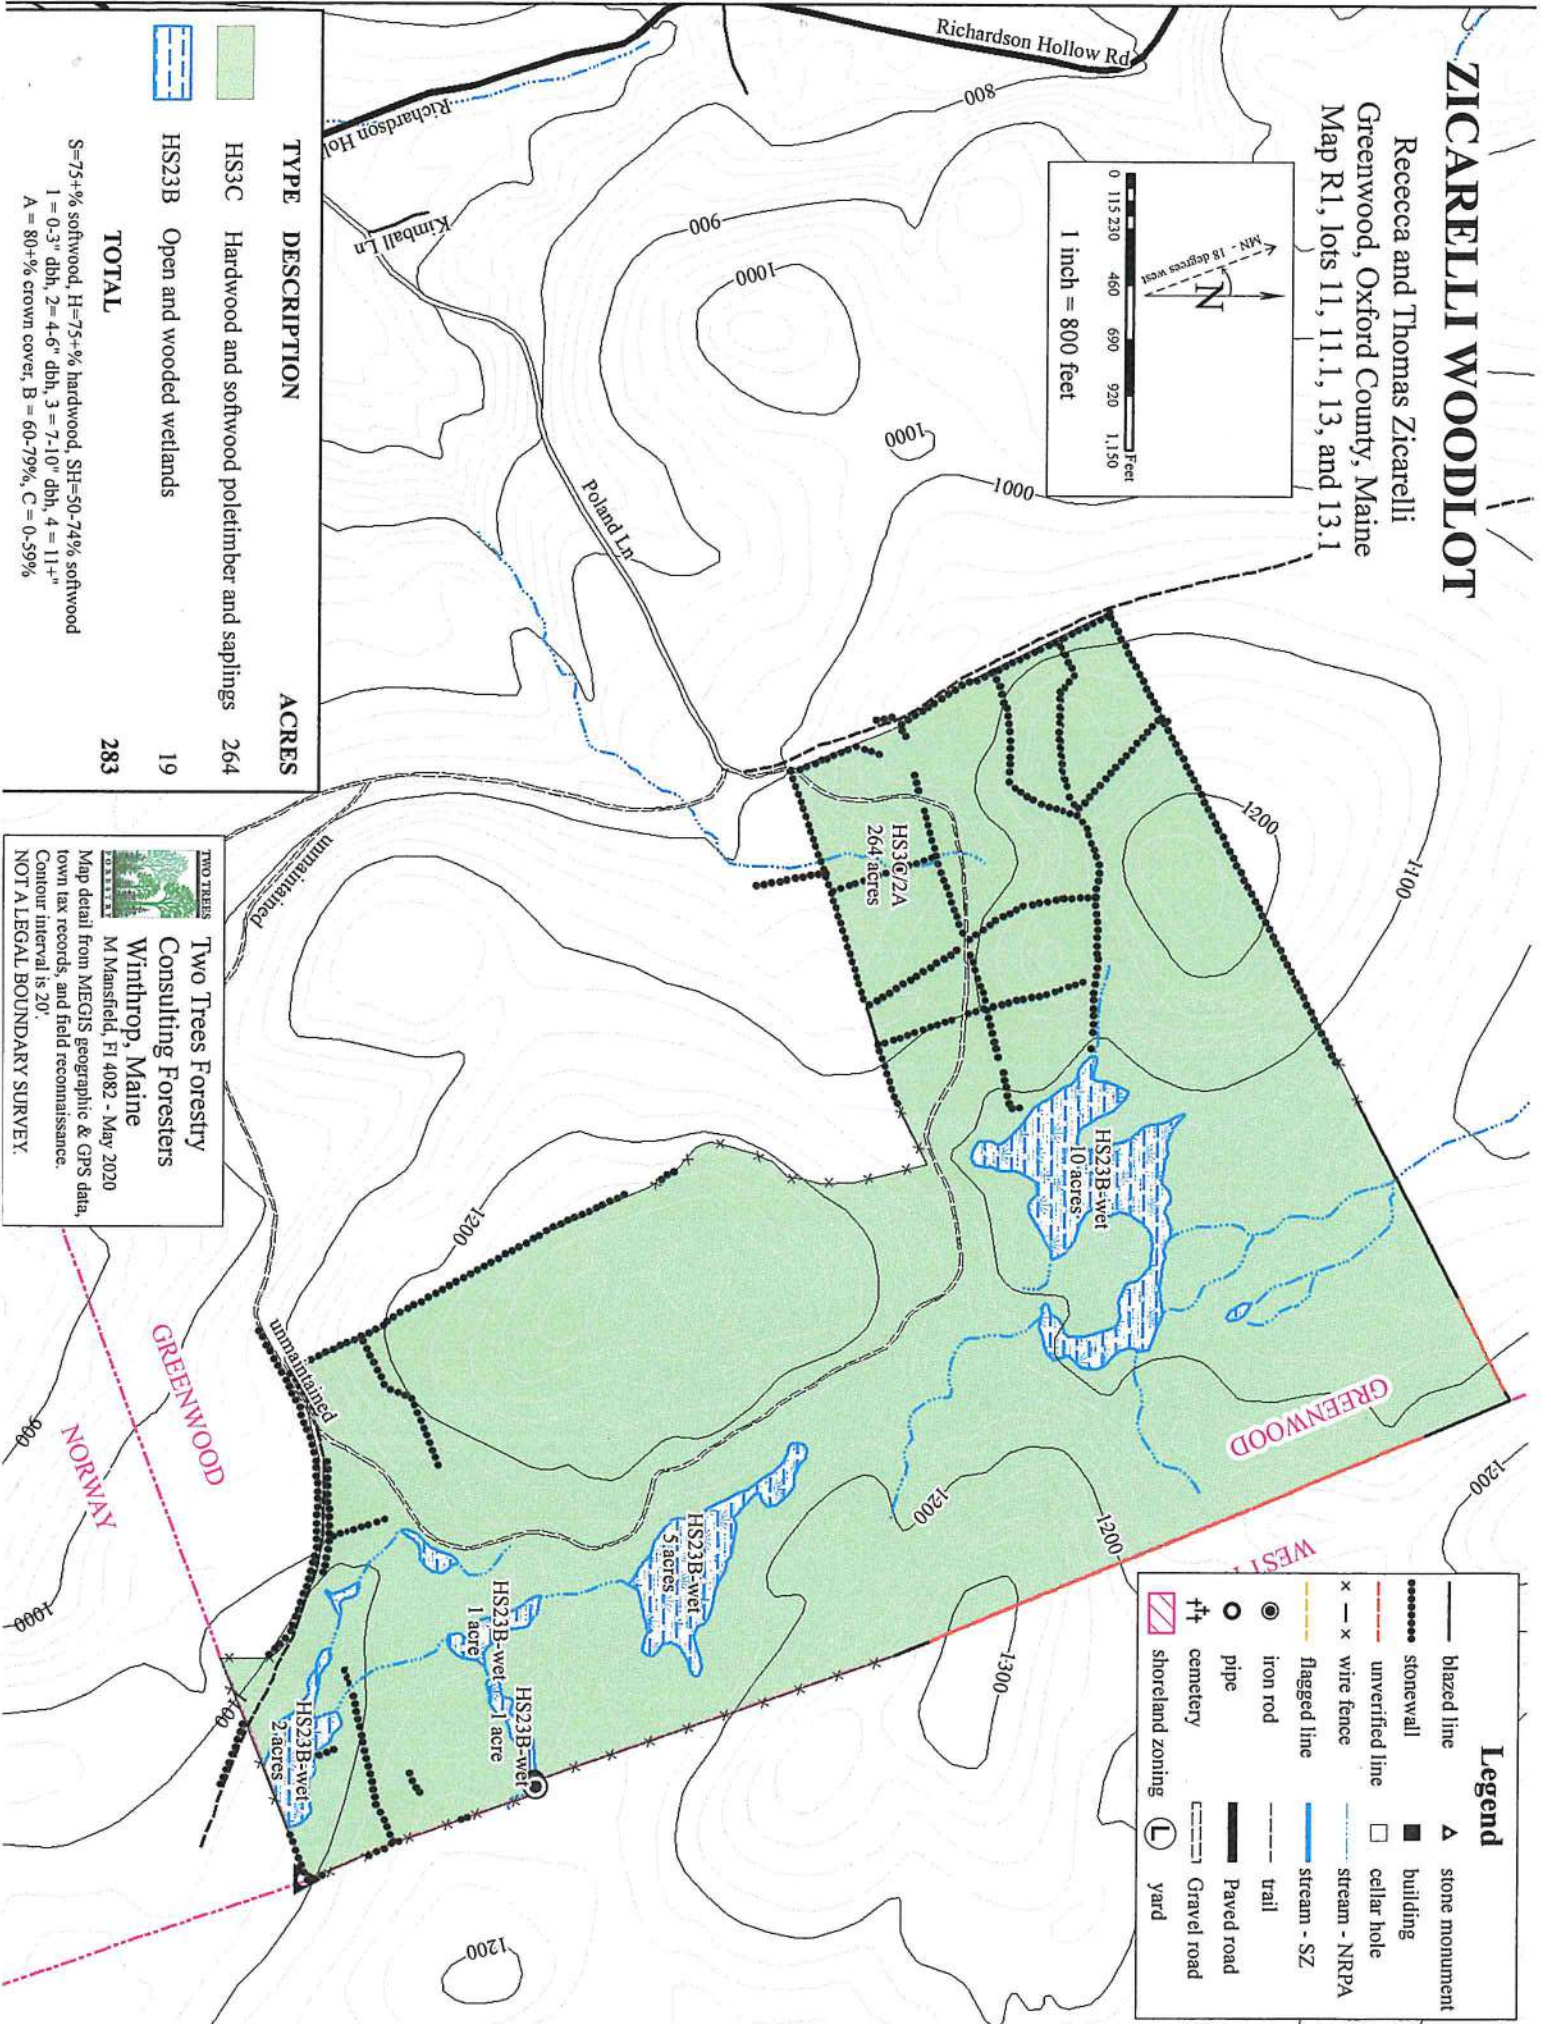 ZICARELLI WOODLOT
Rececca and Thomas Zicarelli
Greenwood, Oxford County, Maine
Map R1, lots 11, 11.1, 13, and 13.1
MN - 18 degrees west
N
0 115 230 460 690 920 1,150
Feet
1 inch = 800 feet
Legend
blazed line
stonewall
unverified line
wire fence
flagged line
iron rod
pipe
cemetery
shoreland zoning
stone monument
building
cellar hole
stream - NRPA
stream - SZ
trail
Paved road
Gravel road
L yard
Richardson Hollow Rd
Kimball Ln
Poland Ln
800
900
1000
1000
1000
1100
1200
1200
1200
1200
1200
1300
1200
900
1000
HS3C/2A
264 acres
HS23B-wet
10 acres
HS23B-wet
5 acres
HS23B-wet
1 acre
HS23B-wet
1 acre
HS23B-wet
2 acres
unmaintained
unmaintained
GREENWOOD
GREENWOOD
NORWAY
TYPE DESCRIPTION ACRES
HS3C Hardwood and softwood poletimber and saplings 264
HS23B Open and wooded wetlands 19
TOTAL 283
S=75+% softwood, H=75+% hardwood, SH=50-74% softwood
1 = 0-3" dbh, 2= 4-6" dbh, 3 = 7-10" dbh, 4 = 11+"
A = 80+% crown cover, B = 60-79%, C = 0-59%
TWO TREES
FORESTRY
Two Trees Forestry
Consulting Foresters
Winthrop, Maine
M Mansfield, FI 4082 - May 2020
Map detail from MEGIS geographic & GPS data,
town tax records, and field reconnaissance.
Contour interval is 20'.
NOT A LEGAL BOUNDARY SURVEY.